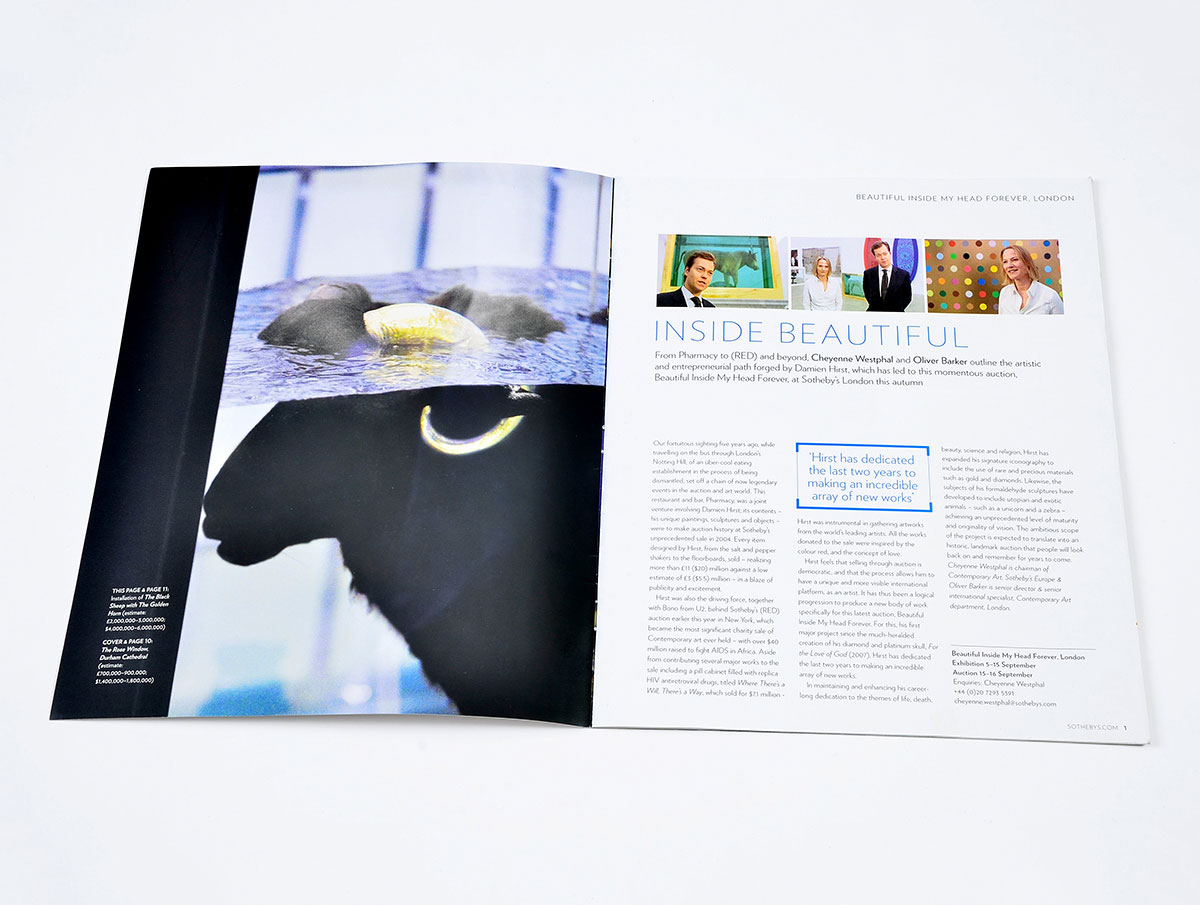 THIS PAGE & PAGE 11:
Installation of The Black
Sheep with The Golden
Horn (estimate:
£2,000,000–3,000,000;
$4,000,000–6,000,000)
COVER & PAGE 10:
The Rose Window,
Durham Cathedral
(estimate:
£700,000–900,000;
$1,400,000–1,800,000)
BEAUTIFUL INSIDE MY HEAD FOREVER, LONDON
INSIDE BEAUTIFUL
From Pharmacy to (RED) and beyond, Cheyenne Westphal and Oliver Barker outline the artistic
and entrepreneurial path forged by Damien Hirst, which has led to this momentous auction,
Beautiful Inside My Head Forever, at Sotheby's London this autumn
Our fortuitous sighting five years ago, while
travelling on the bus through London's
Notting Hill, of an uber-cool eating
establishment in the process of being
dismantled, set off a chain of now legendary
events in the auction and art world. This
restaurant and bar, Pharmacy, was a joint
venture involving Damien Hirst; its contents –
his unique paintings, sculptures and objects –
were to make auction history at Sotheby's
unprecedented sale in 2004. Every item
designed by Hirst, from the salt and pepper
shakers to the floorboards, sold – realizing
more than £11 ($20) million against a low
estimate of £3 ($5.5) million – in a blaze of
publicity and excitement.
Hirst was also the driving force, together
with Bono from U2, behind Sotheby's (RED)
auction earlier this year in New York, which
became the most significant charity sale of
Contemporary art ever held – with over $40
million raised to fight AIDS in Africa. Aside
from contributing several major works to the
sale including a pill cabinet filled with replica
HIV antiretroviral drugs, titled Where There's a
Will, There's a Way, which sold for $7.1 million –
'Hirst has dedicated
the last two years to
making an incredible
array of new works'
Hirst was instrumental in gathering artworks
from the world's leading artists. All the works
donated to the sale were inspired by the
colour red, and the concept of love.
Hirst feels that selling through auction is
democratic, and that the process allows him to
have a unique and more visible international
platform, as an artist. It has thus been a logical
progression to produce a new body of work
specifically for this latest auction, Beautiful
Inside My Head Forever. For this, his first
major project since the much-heralded
creation of his diamond and platinum skull, For
the Love of God (2007), Hirst has dedicated
the last two years to making an incredible
array of new works.
In maintaining and enhancing his career-
long dedication to the themes of life, death,
beauty, science and religion, Hirst has
expanded his signature iconography to
include the use of rare and precious materials
such as gold and diamonds. Likewise, the
subjects of his formaldehyde sculptures have
developed to include utopian and exotic
animals – such as a unicorn and a zebra –
achieving an unprecedented level of maturity
and originality of vision. The ambitious scope
of the project is expected to translate into an
historic, landmark auction that people will look
back on and remember for years to come.
Cheyenne Westphal is chairman of
Contemporary Art, Sotheby's Europe &
Oliver Barker is senior director & senior
international specialist, Contemporary Art
department, London.
Beautiful Inside My Head Forever, London
Exhibition 5–15 September
Auction 15–16 September
Enquiries: Cheyenne Westphal
+44 (0)20 7293 5391
cheyenne.westphal@sothebys.com
SOTHEBYS.COM 1